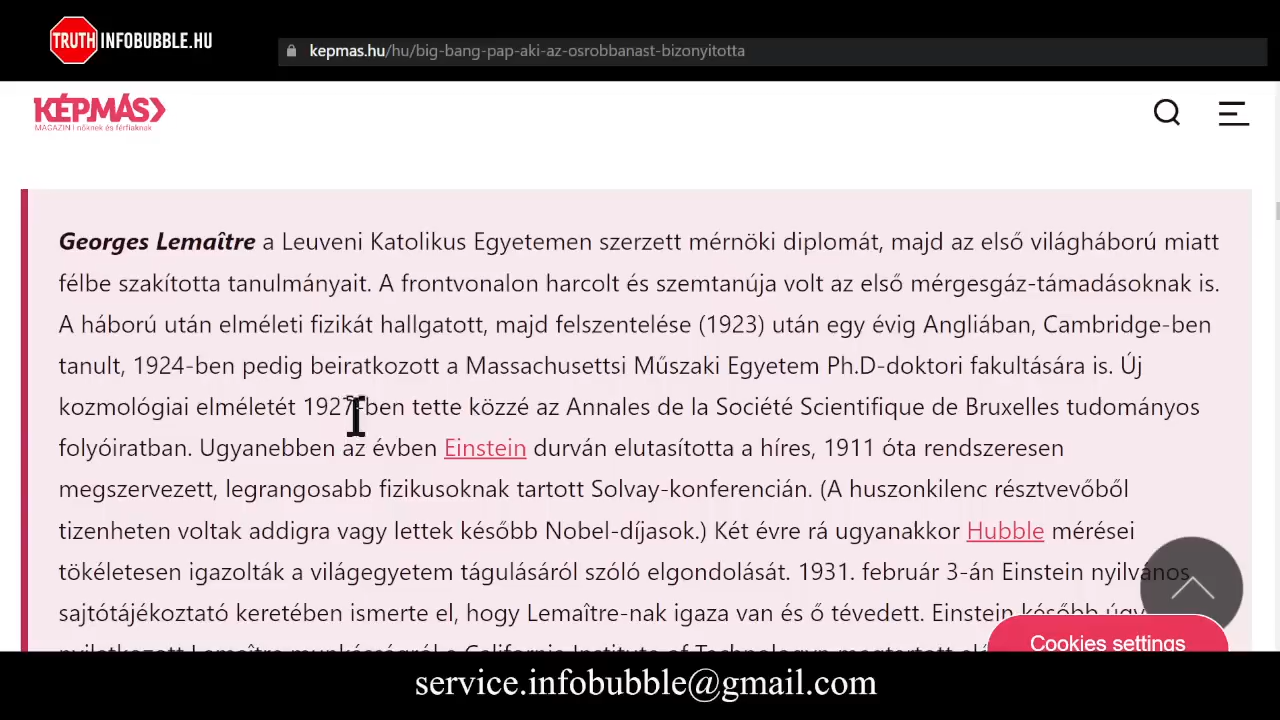 TRUTH INFOBUBBLE.HU
kepmas.hu/hu/big-bang-pap-aki-az-osrobbanast-bizonyitotta
KÉPMÁS
MAGAZIN | nőknek és férfiaknak
Georges Lemaître a Leuveni Katolikus Egyetemen szerzett mérnöki diplomát, majd az első világháború miatt
félbe szakította tanulmányait. A frontvonalon harcolt és szemtanúja volt az első mérgesgáz-támadásoknak is.
A háború után elméleti fizikát hallgatott, majd felszentelése (1923) után egy évig Angliában, Cambridge-ben
tanult, 1924-ben pedig beiratkozott a Massachusettsi Műszaki Egyetem Ph.D-doktori fakultására is. Új
kozmológiai elméletét 1927-ben tette közzé az Annales de la Société Scientifique de Bruxelles tudományos
folyóiratban. Ugyanebben az évben Einstein durván elutasította a híres, 1911 óta rendszeresen
megszervezett, legrangosabb fizikusoknak tartott Solvay-konferencián. (A huszonkilenc résztvevőből
tizenheten voltak addigra vagy lettek később Nobel-díjasok.) Két évre rá ugyanakkor Hubble mérései
tökéletesen igazolták a világegyetem tágulásáról szóló elgondolását. 1931. február 3-án Einstein nyilvános
sajtótájékoztató keretében ismerte el, hogy Lemaître-nak igaza van és ő tévedett. Einstein később úgy
Cookies settings
service.infobubble@gmail.com